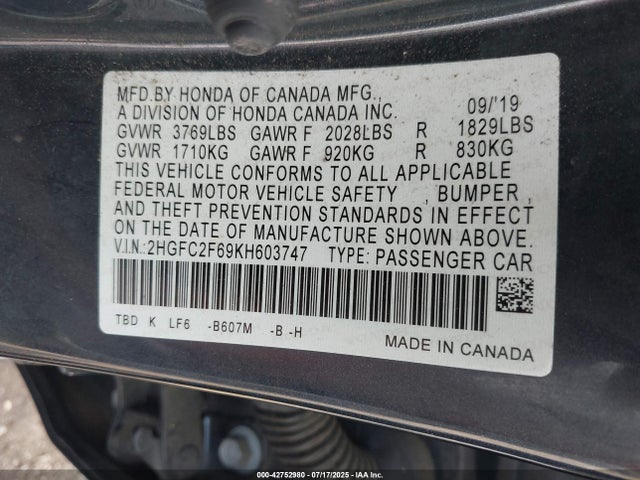 MFD.BY HONDA OF CANADA MFG.,
A DIVISION OF HONDA CANADA INC. 09/'19
GVWR 3769LBS GAWR F 2028LBS R 1829LBS
GVWR 1710KG GAWR F 920KG R 830KG
THIS VEHICLE CONFORMS TO ALL APPLICABLE
FEDERAL MOTOR VEHICLE SAFETY , BUMPER ,
AND THEFT PREVENTION STANDARDS IN EFFECT
ON THE DATE OF MANUFACTURE SHOWN ABOVE.
V.I.N:2HGFC2F69KH603747 TYPE: PASSENGER CAR
TBD K LF6 -B607M -B -H
MADE IN CANADA
000-42752980 - 07/17/2025 - IAA Inc.